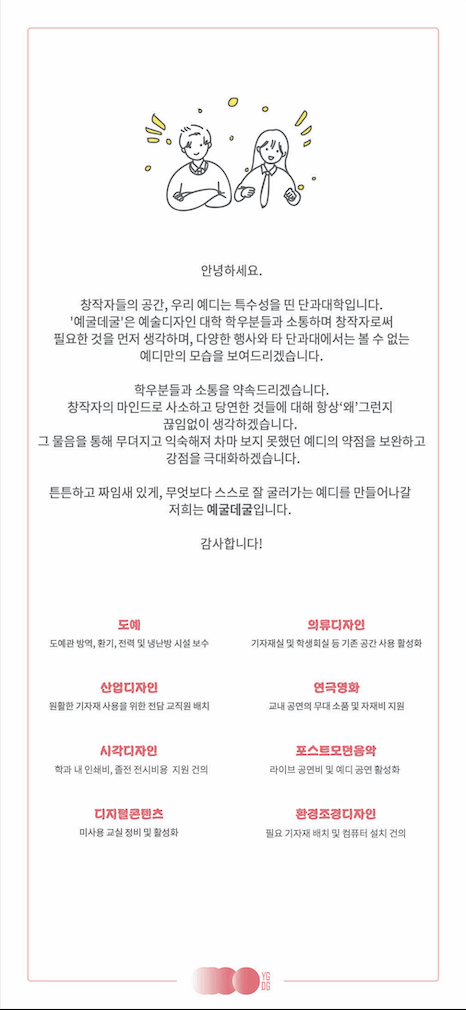 안녕하세요.
창작자들의 공간, 우리 예디는 특수성을 띤 단과대학입니다.
'예굴데굴'은 예술디자인 대학 학우분들과 소통하며 창작자로써
필요한 것을 먼저 생각하며, 다양한 행사와 타 단과대에서는 볼 수 없는
예디만의 모습을 보여드리겠습니다.
학우분들과 소통을 약속드리겠습니다.
창작자의 마인드로 사소하고 당연한 것들에 대해 항상‘왜’그런지
끊임없이 생각하겠습니다.
그 물음을 통해 무뎌지고 익숙해져 차마 보지 못했던 예디의 약점을 보완하고
강점을 극대화하겠습니다.
튼튼하고 짜임새 있게, 무엇보다 스스로 잘 굴러가는 예디를 만들어나갈
저희는 예굴데굴입니다.
감사합니다!
도예
도예관 방역, 환기, 전력 및 냉난방 시설 보수
의류디자인
기자재실 및 학생회실 등 기존 공간 사용 활성화
산업디자인
원활한 기자재 사용을 위한 전담 교직원 배치
연극영화
교내 공연의 무대 소품 및 자재비 지원
시각디자인
학과 내 인쇄비, 졸전 전시비용 지원 건의
포스트모던음악
라이브 공연비 및 예디 공연 활성화
디지털콘텐츠
미사용 교실 정비 및 활성화
환경조경디자인
필요 기자재 배치 및 컴퓨터 설치 건의
YG
DG